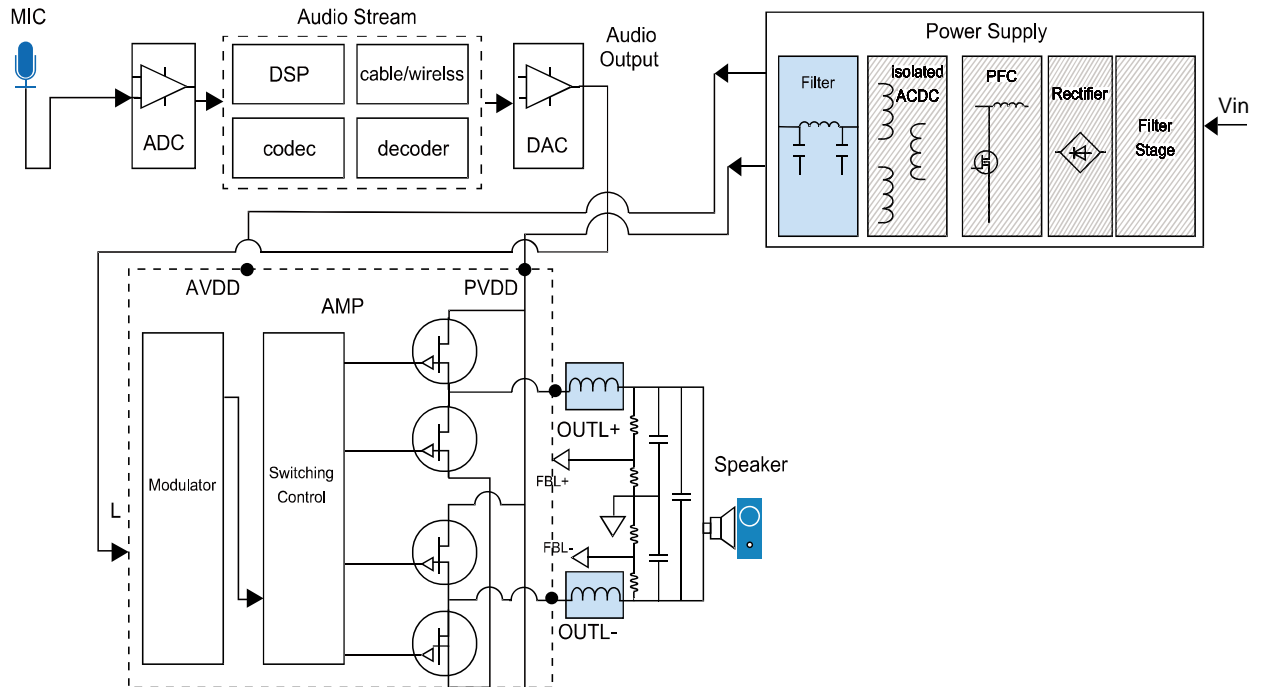 MIC
Audio Stream
DSP
cable/wirelss
codec
decoder
ADC
DAC
Audio
Output
Power Supply
Filter
isolated
ACDC
PFC
Rectifier
Filter
Stage
Vin
AVDD
PVDD
AMP
Modulator
Switching
Control
L
OUTL+
FBL+
FBL-
OUTL-
Speaker